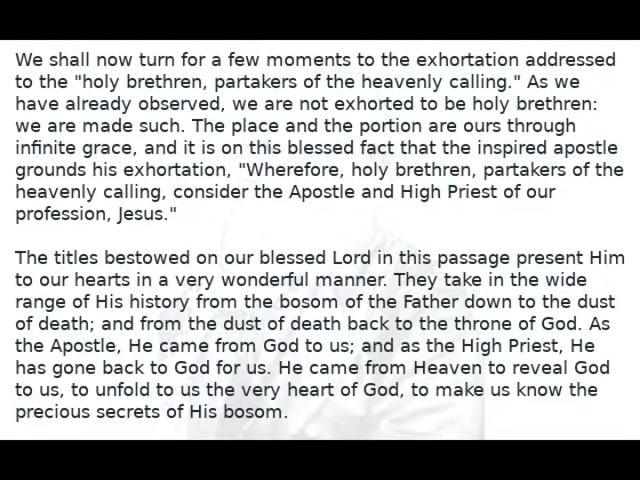 We shall now turn for a few moments to the exhortation addressed
to the "holy brethren, partakers of the heavenly calling." As we
have already observed, we are not exhorted to be holy brethren:
we are made such. The place and the portion are ours through
infinite grace, and it is on this blessed fact that the inspired apostle
grounds his exhortation, "Wherefore, holy brethren, partakers of the
heavenly calling, consider the Apostle and High Priest of our
profession, Jesus."
The titles bestowed on our blessed Lord in this passage present Him
to our hearts in a very wonderful manner. They take in the wide
range of His history from the bosom of the Father down to the dust
of death; and from the dust of death back to the throne of God. As
the Apostle, He came from God to us; and as the High Priest, He
has gone back to God for us. He came from Heaven to reveal God
to us, to unfold to us the very heart of God, to make us know the
precious secrets of His bosom.